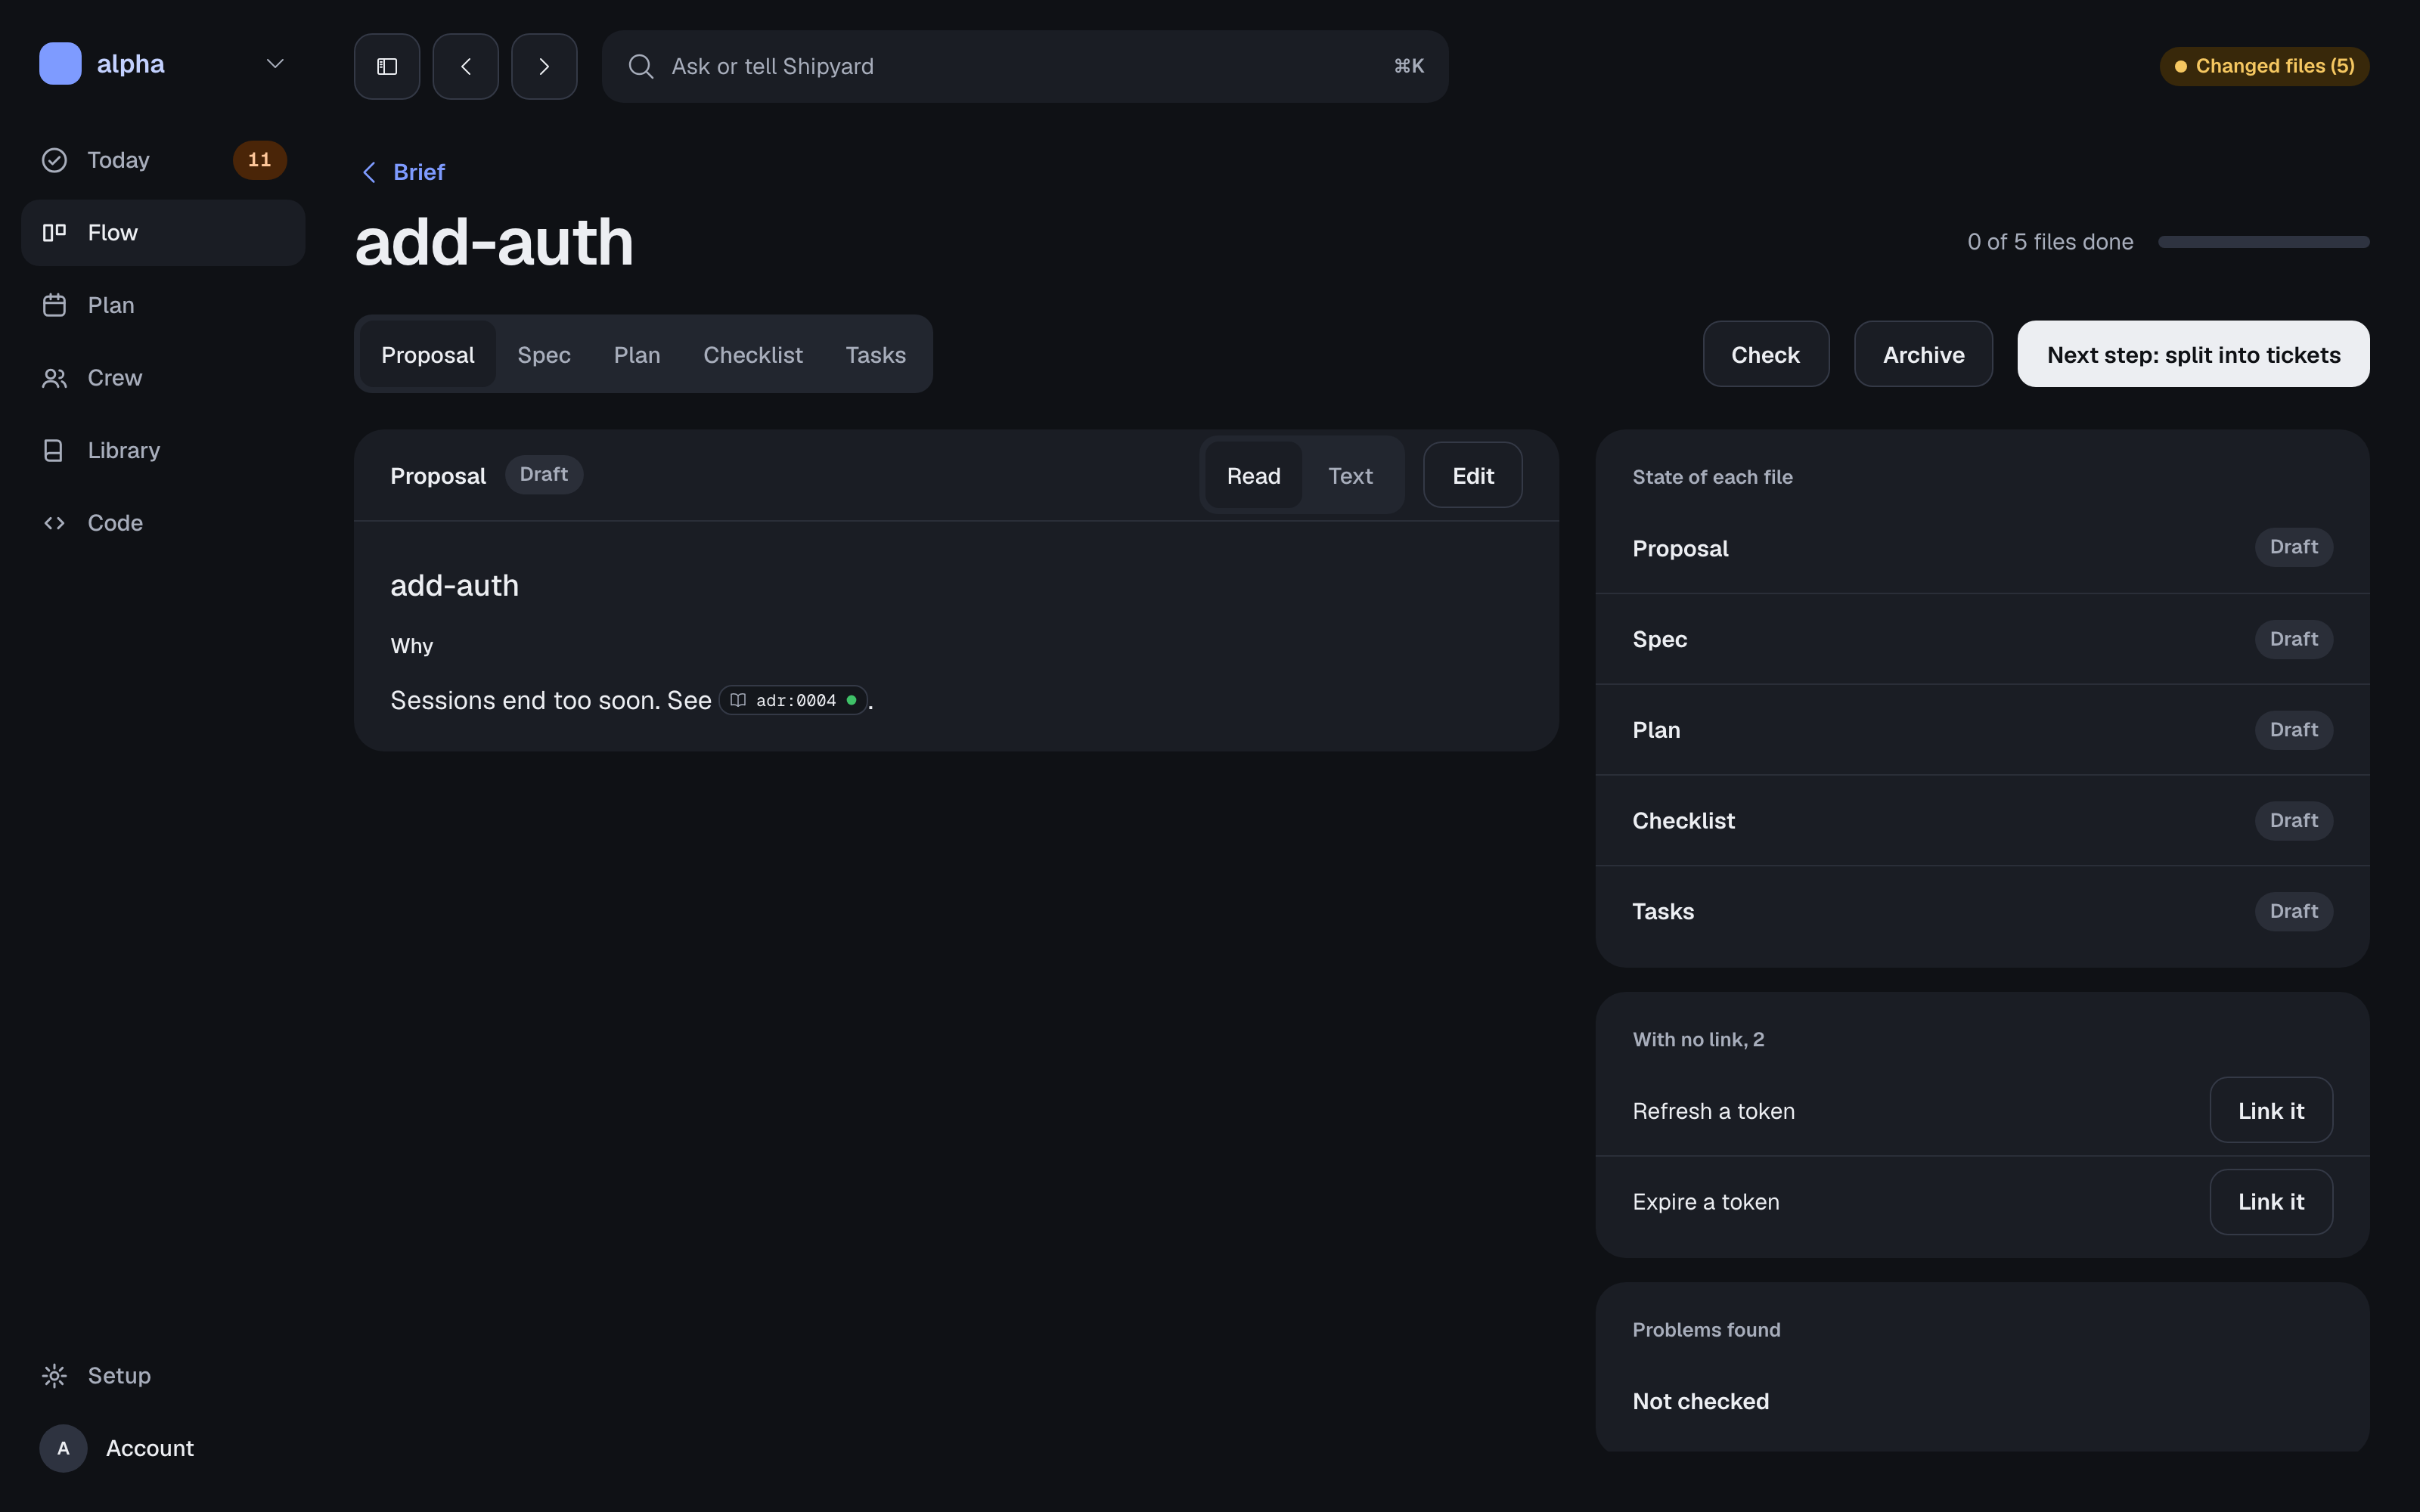 alpha
Ask or tell Shipyard
⌘K
Changed files (5)
Today
11
Flow
Plan
Crew
Library
Code
Setup
A
Account
Brief
add-auth
0 of 5 files done
Proposal
Spec
Plan
Checklist
Tasks
Check
Archive
Next step: split into tickets
Proposal
Draft
Read
Text
Edit
add-auth
Why
Sessions end too soon. See adr:0004.
State of each file
Proposal
Draft
Spec
Draft
Plan
Draft
Checklist
Draft
Tasks
Draft
With no link, 2
Refresh a token
Link it
Expire a token
Link it
Problems found
Not checked